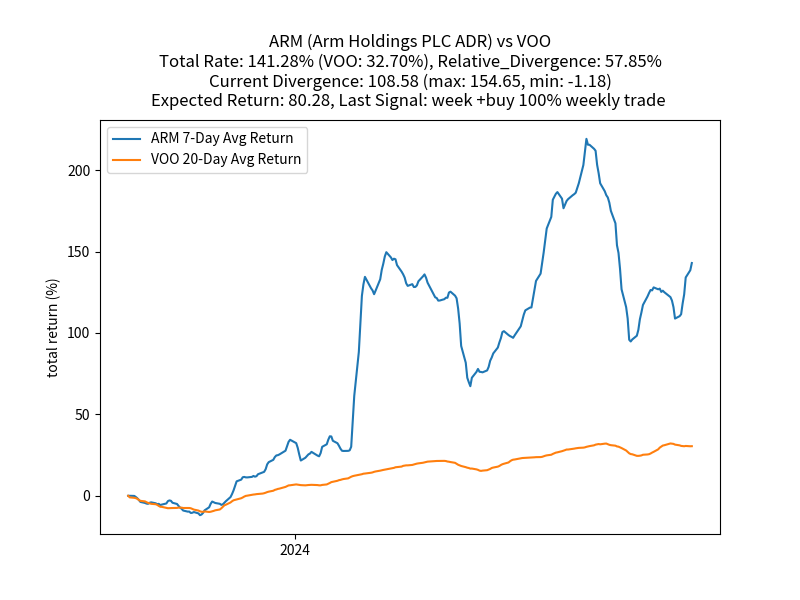 ARM (Arm Holdings PLC ADR) vs VOO
Total Rate: 141.28% (VOO: 32.70%), Relative_Divergence: 57.85%
Current Divergence: 108.58 (max: 154.65, min: -1.18)
Expected Return: 80.28, Last Signal: week +buy 100% weekly trade
ARM 7-Day Avg Return
VOO 20-Day Avg Return
200
150
100
50
0
total return (%)
2024